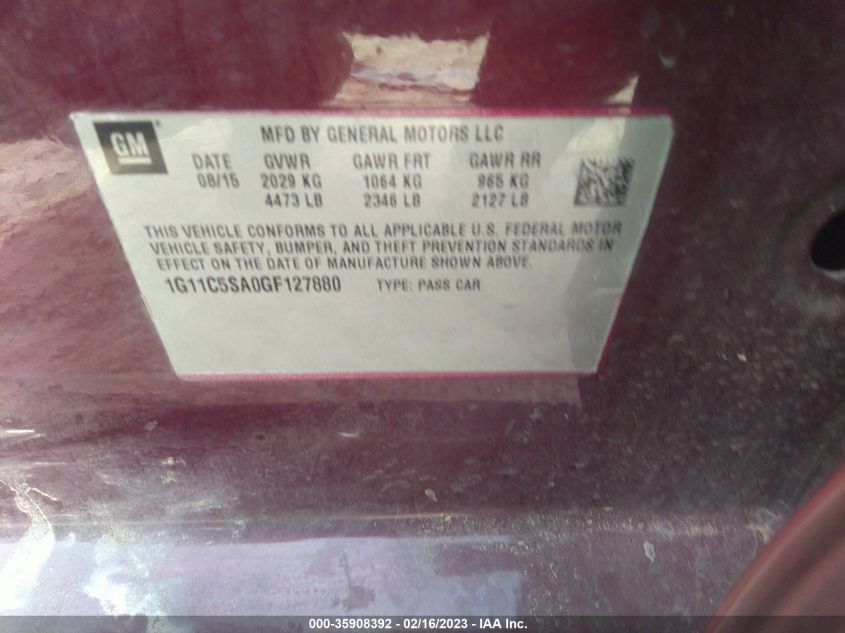 GM
MFD BY GENERAL MOTORS LLC
DATE GVWR GAWR FRT GAWR RR
08/15 2029 KG 1064 KG 965 KG
4473 LB 2346 LB 2127 LB
THIS VEHICLE CONFORMS TO ALL APPLICABLE U.S. FEDERAL MOTOR
VEHICLE SAFETY, BUMPER, AND THEFT PREVENTION STANDARDS IN
EFFECT ON THE DATE OF MANUFACTURE SHOWN ABOVE.
1G11C5SA0GF127880 TYPE: PASS CAR
000-35908392 - 02/16/2023 - IAA Inc.